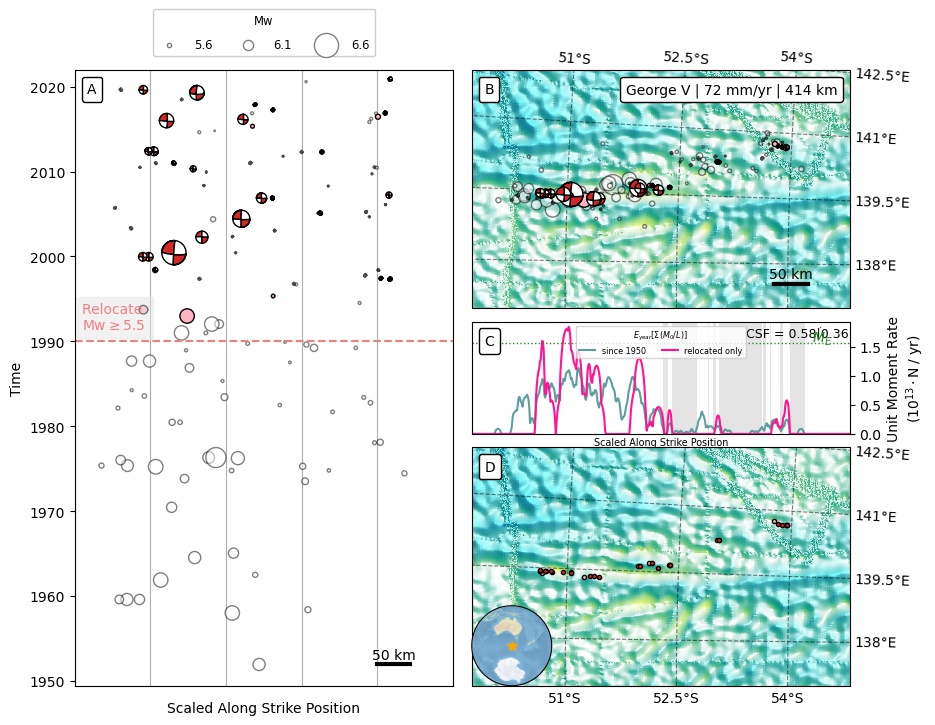 Mw
5.6 6.1 6.6
A
2020
2010
2000
1990
1980
1970
1960
1950
Time
Relocated
Mw ≥ 5.5
50 km
Scaled Along Strike Position
51°S 52.5°S 54°S
B
George V | 72 mm/yr | 414 km
142.5°E
141°E
139.5°E
138°E
50 km
C
E_year[Σ(M₀/L)]
since 1950 relocated only
CSF = 0.58(0.36
1.5
1.0
0.5
0.0
Unit Moment Rate
(10¹³ · N / yr)
Scaled Along Strike Position
D
142.5°E
141°E
139.5°E
138°E
51°S 52.5°S 54°S